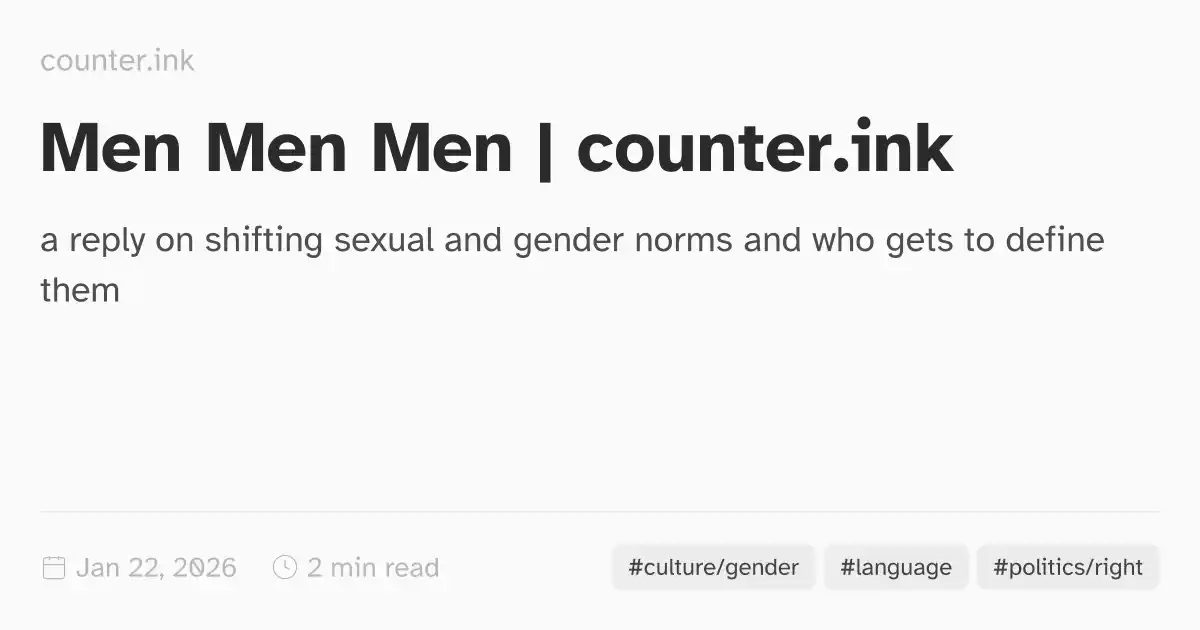 counter.ink
Men Men Men | counter.ink
a reply on shifting sexual and gender norms and who gets to define
them
Jan 22, 2026 2 min read #culture/gender #language #politics/right